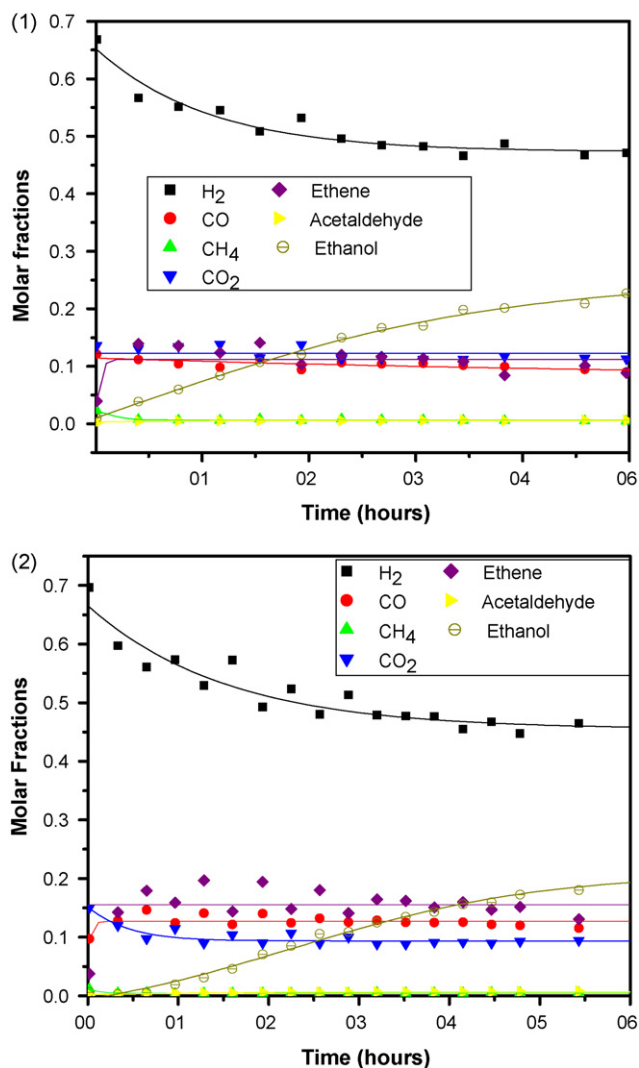 (1)
0.7
0.6
0.5
0.4
0.3
0.2
0.1
0.0
Molar fractions
H2
CO
CH4
CO2
Ethene
Acetaldehyde
Ethanol
01 02 03 04 05 06
Time (hours)
(2)
0.7
0.6
0.5
0.4
0.3
0.2
0.1
0.0
Molar Fractions
H2
CO
CH4
CO2
Ethene
Acetaldehyde
Ethanol
00 01 02 03 04 05 06
Time (hours)